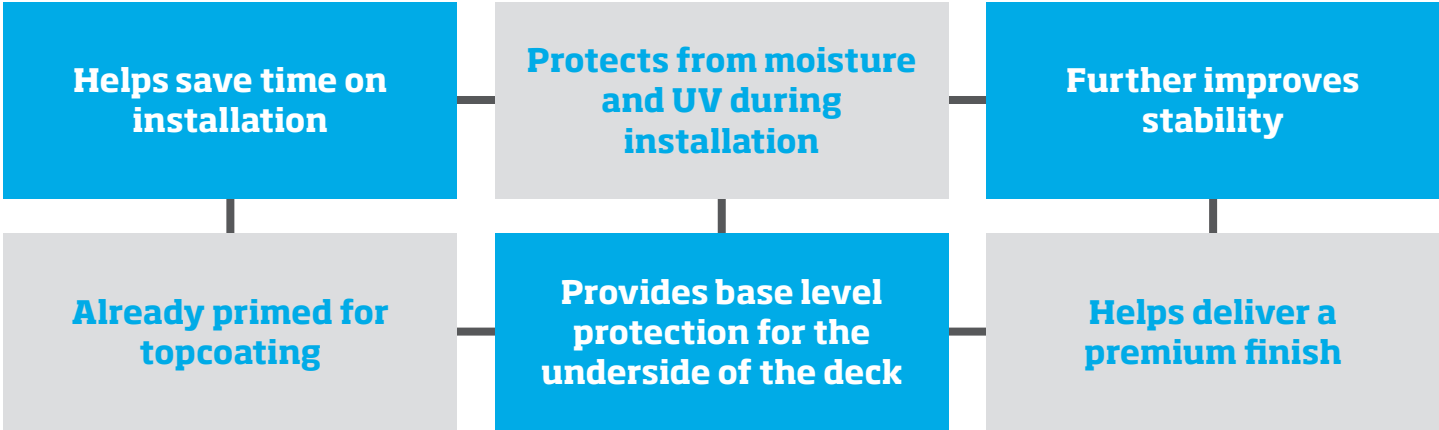 Helps save time on
installation
Protects from moisture
and UV during
installation
Further improves
stability
Already primed for
topcoating
Provides base level
protection for the
underside of the deck
Helps deliver a
premium finish